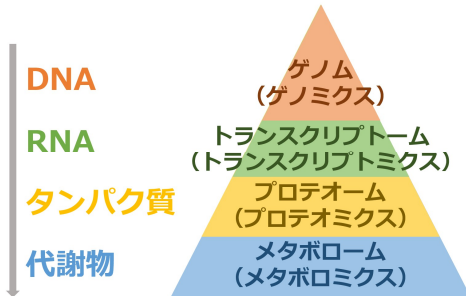 DNA
ゲノム
（ゲノミクス）
RNA
トランスクリプトーム
（トランスクリプトミクス）
タンパク質
プロテオーム
（プロテオミクス）
代謝物
メタボローム
（メタボロミクス）